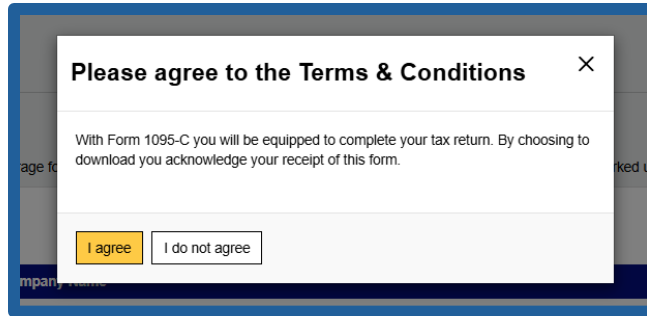 Please agree to the Terms & Conditions
With Form 1095-C you will be equipped to complete your tax return. By choosing to
download you acknowledge your receipt of this form.
I agree
I do not agree